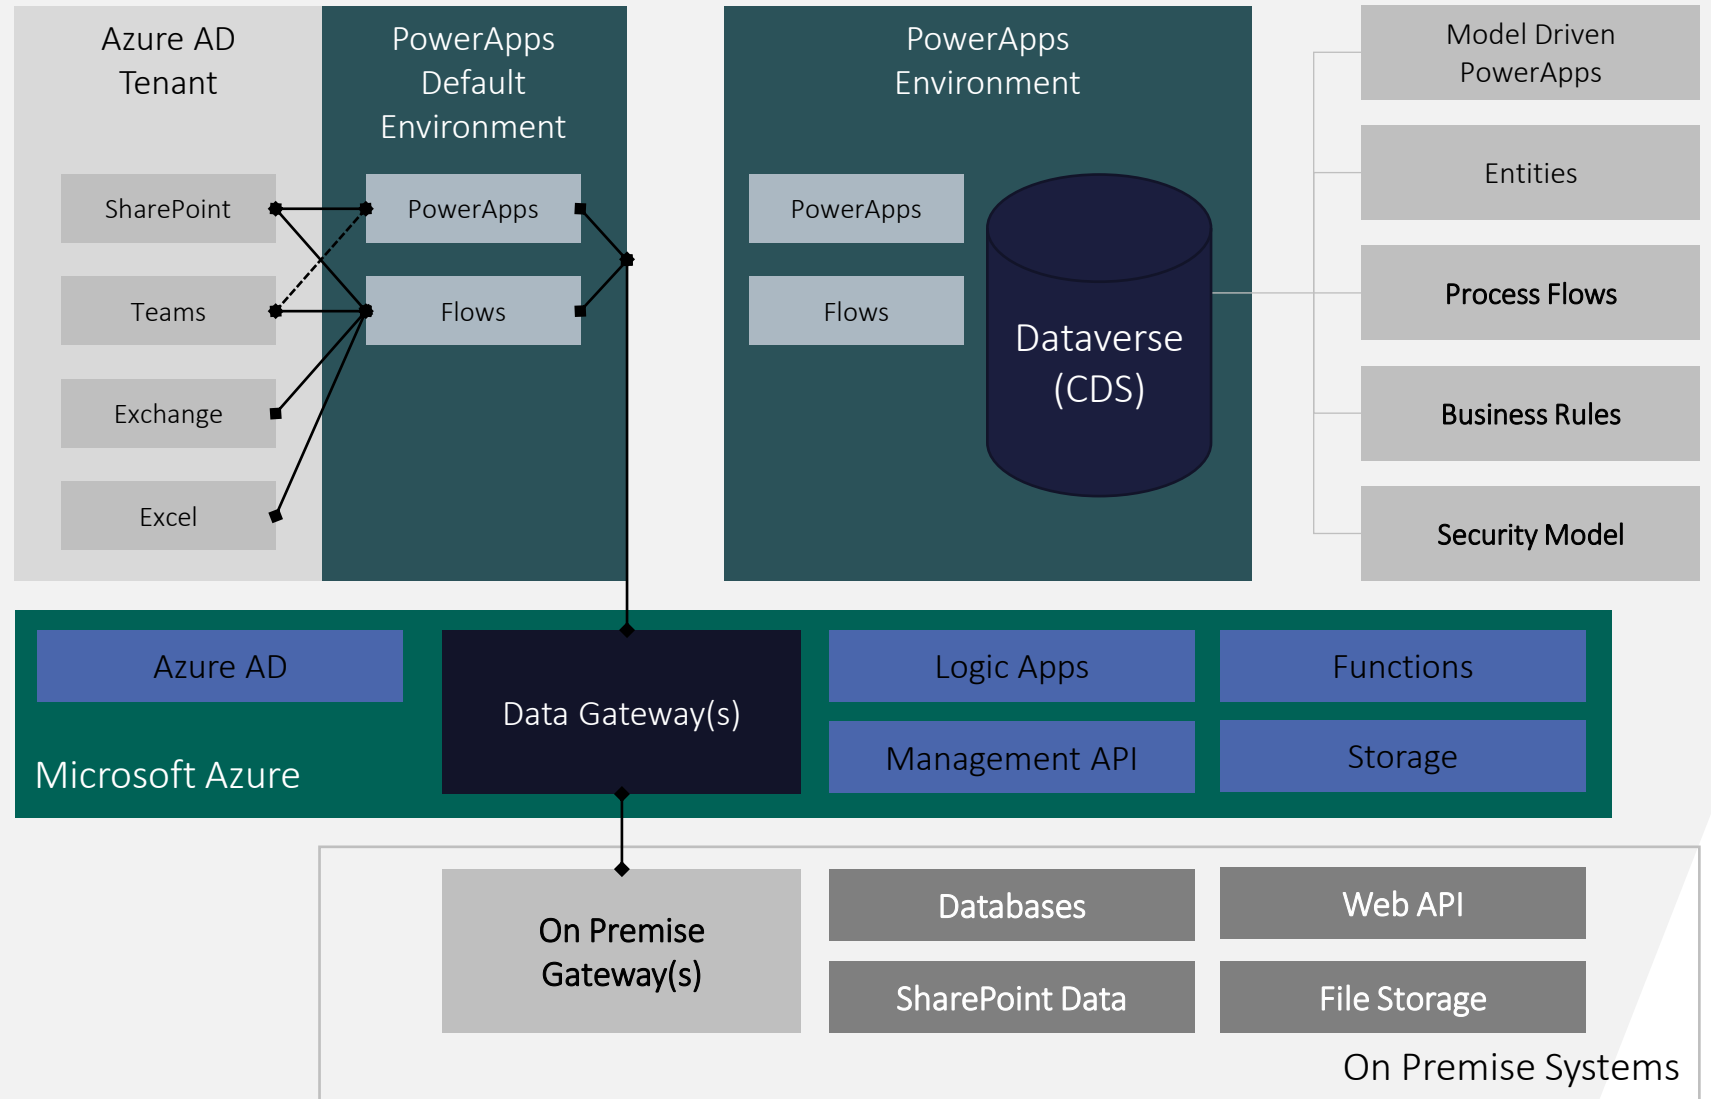 Azure AD
Tenant
SharePoint
Teams
Exchange
Excel
PowerApps
Default
Environment
PowerApps
Flows
PowerApps
Environment
PowerApps
Flows
Dataverse
(CDS)
Model Driven
PowerApps
Entities
Process Flows
Business Rules
Security Model
Azure AD
Microsoft Azure
Data Gateway(s)
Logic Apps
Functions
Management API
Storage
On Premise
Gateway(s)
Databases
Web API
SharePoint Data
File Storage
On Premise Systems